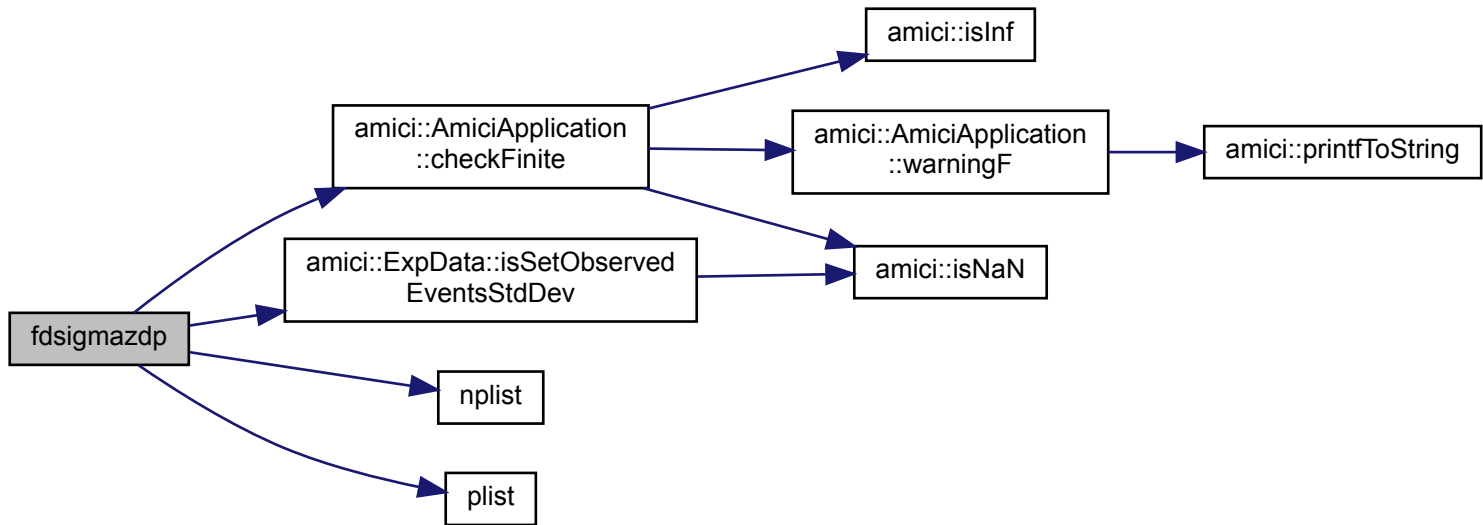 fdsigmazdp
amici::AmiciApplication
::checkFinite
amici::ExpData::isSetObserved
EventsStdDev
nplist
plist
amici::isInf
amici::AmiciApplication
::warningF
amici::isNaN
amici::printfToString